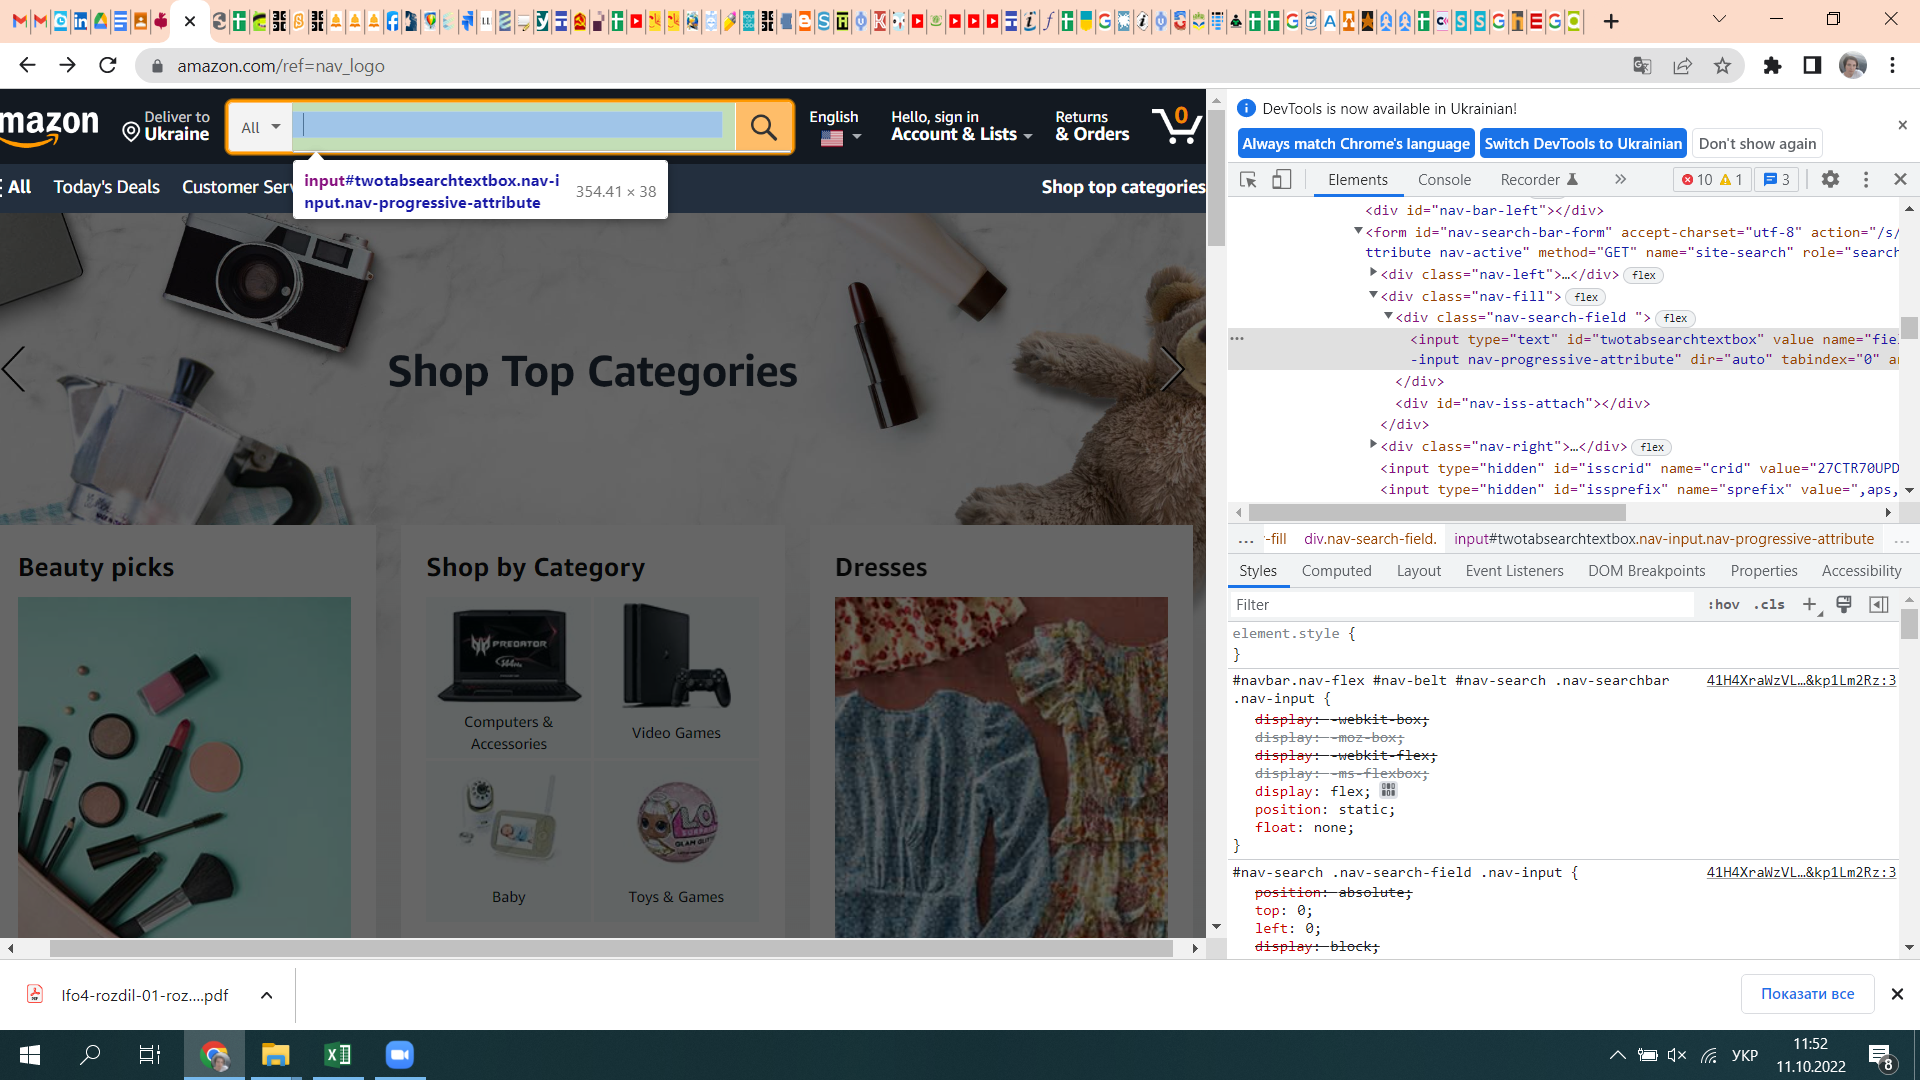 amazon.com/ref=nav_logo
mazon
Deliver to
Ukraine
All
English
Hello, sign in
Account & Lists
Returns
& Orders
0
All
Today's Deals
Customer Serv
Shop top categories
input#twotabsearchtextbox.nav-i
nput.nav-progressive-attribute
354.41 × 38
Shop Top Categories
Beauty picks
Shop by Category
Dresses
PREDATOR
Computers &
Accessories
Video Games
Baby
Toys & Games
DevTools is now available in Ukrainian!
Always match Chrome's language
Switch DevTools to Ukrainian
Don't show again
Elements
Console
Recorder
10
1
3
<div id="nav-bar-left"></div>
<form id="nav-search-bar-form" accept-charset="utf-8" action="/s/
ttribute nav-active" method="GET" name="site-search" role="search
<div class="nav-left">…</div> flex
<div class="nav-fill"> flex
<div class="nav-search-field "> flex
<input type="text" id="twotabsearchtextbox" value name="fie
-input nav-progressive-attribute" dir="auto" tabindex="0" a
</div>
<div id="nav-iss-attach"></div>
</div>
<div class="nav-right">…</div> flex
<input type="hidden" id="isscrid" name="crid" value="27CTR70UPD
<input type="hidden" id="issprefix" name="sprefix" value=",aps,
... -fill div.nav-search-field. input#twotabsearchtextbox.nav-input.nav-progressive-attribute ...
Styles
Computed
Layout
Event Listeners
DOM Breakpoints
Properties
Accessibility
Filter
:hov
.cls
element.style {
}
#navbar.nav-flex #nav-belt #nav-search .nav-searchbar
.nav-input {
41H4XraWzVL…&kp1Lm2Rz:3
display: -webkit-box;
display: -moz-box;
display: -webkit-flex;
display: -ms-flexbox;
display: flex;
position: static;
float: none;
}
#nav-search .nav-search-field .nav-input {
41H4XraWzVL…&kp1Lm2Rz:3
position: absolute;
top: 0;
left: 0;
display: block;
lfo4-rozdil-01-roz....pdf
Показати все
УКР
11:52
11.10.2022
8